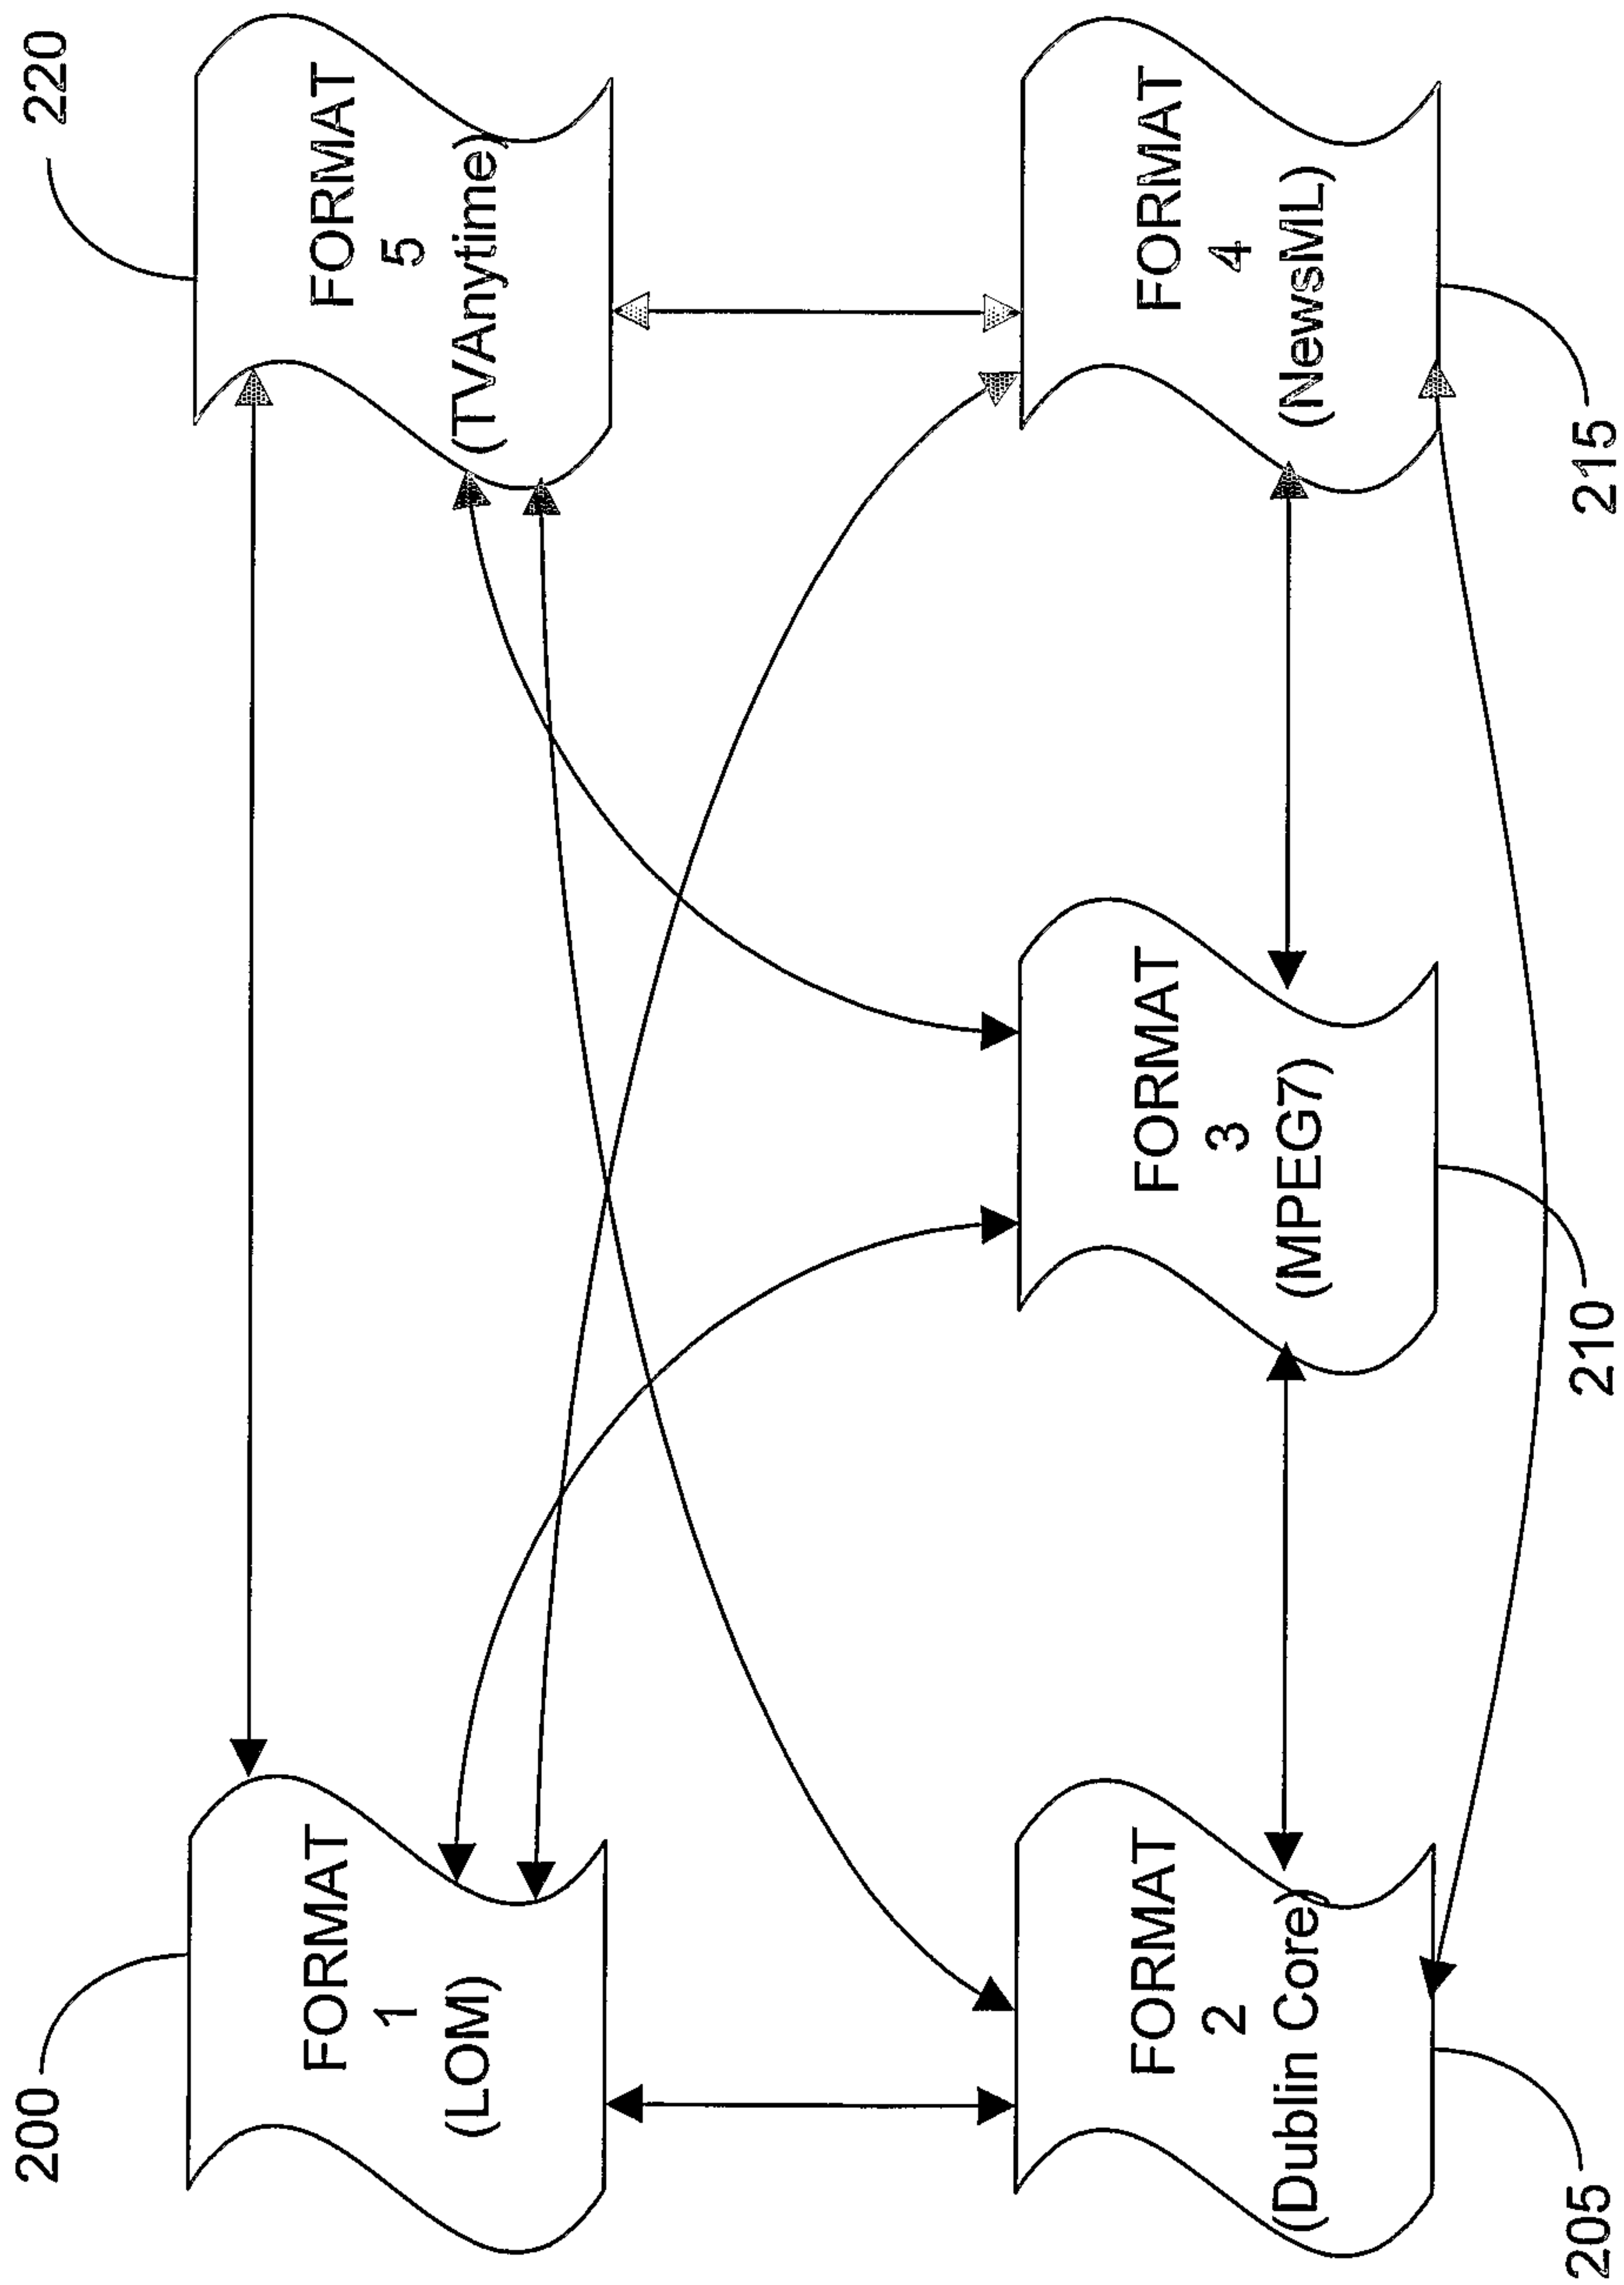 200
FORMAT
1
(LOM)
220
FORMAT
5
(TVAnytime)
FORMAT
2
(Dublin Core)
205
FORMAT
3
(MPEG7)
210
FORMAT
4
(NewsML)
215